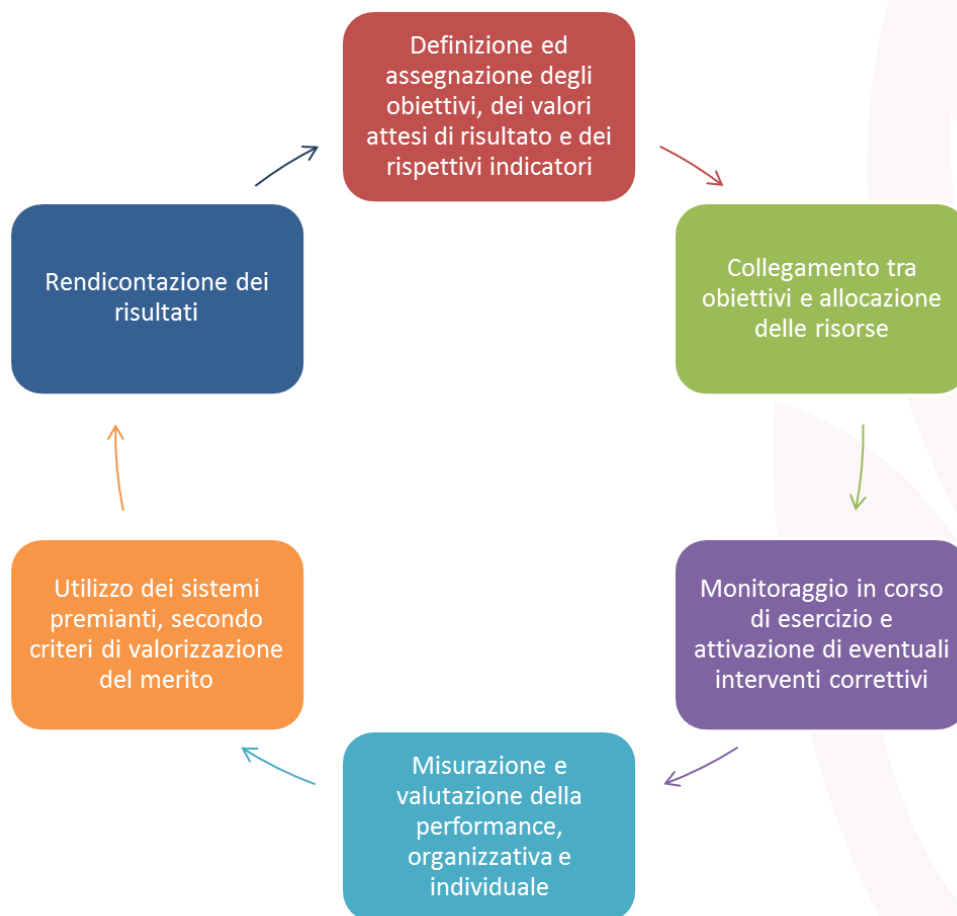 Definizione ed
assegnazione degli
obiettivi, dei valori
attesi di risultato e dei
rispettivi indicatori
Collegamento tra
obiettivi e allocazione
delle risorse
Monitoraggio in corso
di esercizio e
attivazione di eventuali
interventi correttivi
Misurazione e
valutazione della
performance,
organizzativa e
individuale
Utilizzo dei sistemi
premianti, secondo
criteri di valorizzazione
del merito
Rendicontazione dei
risultati